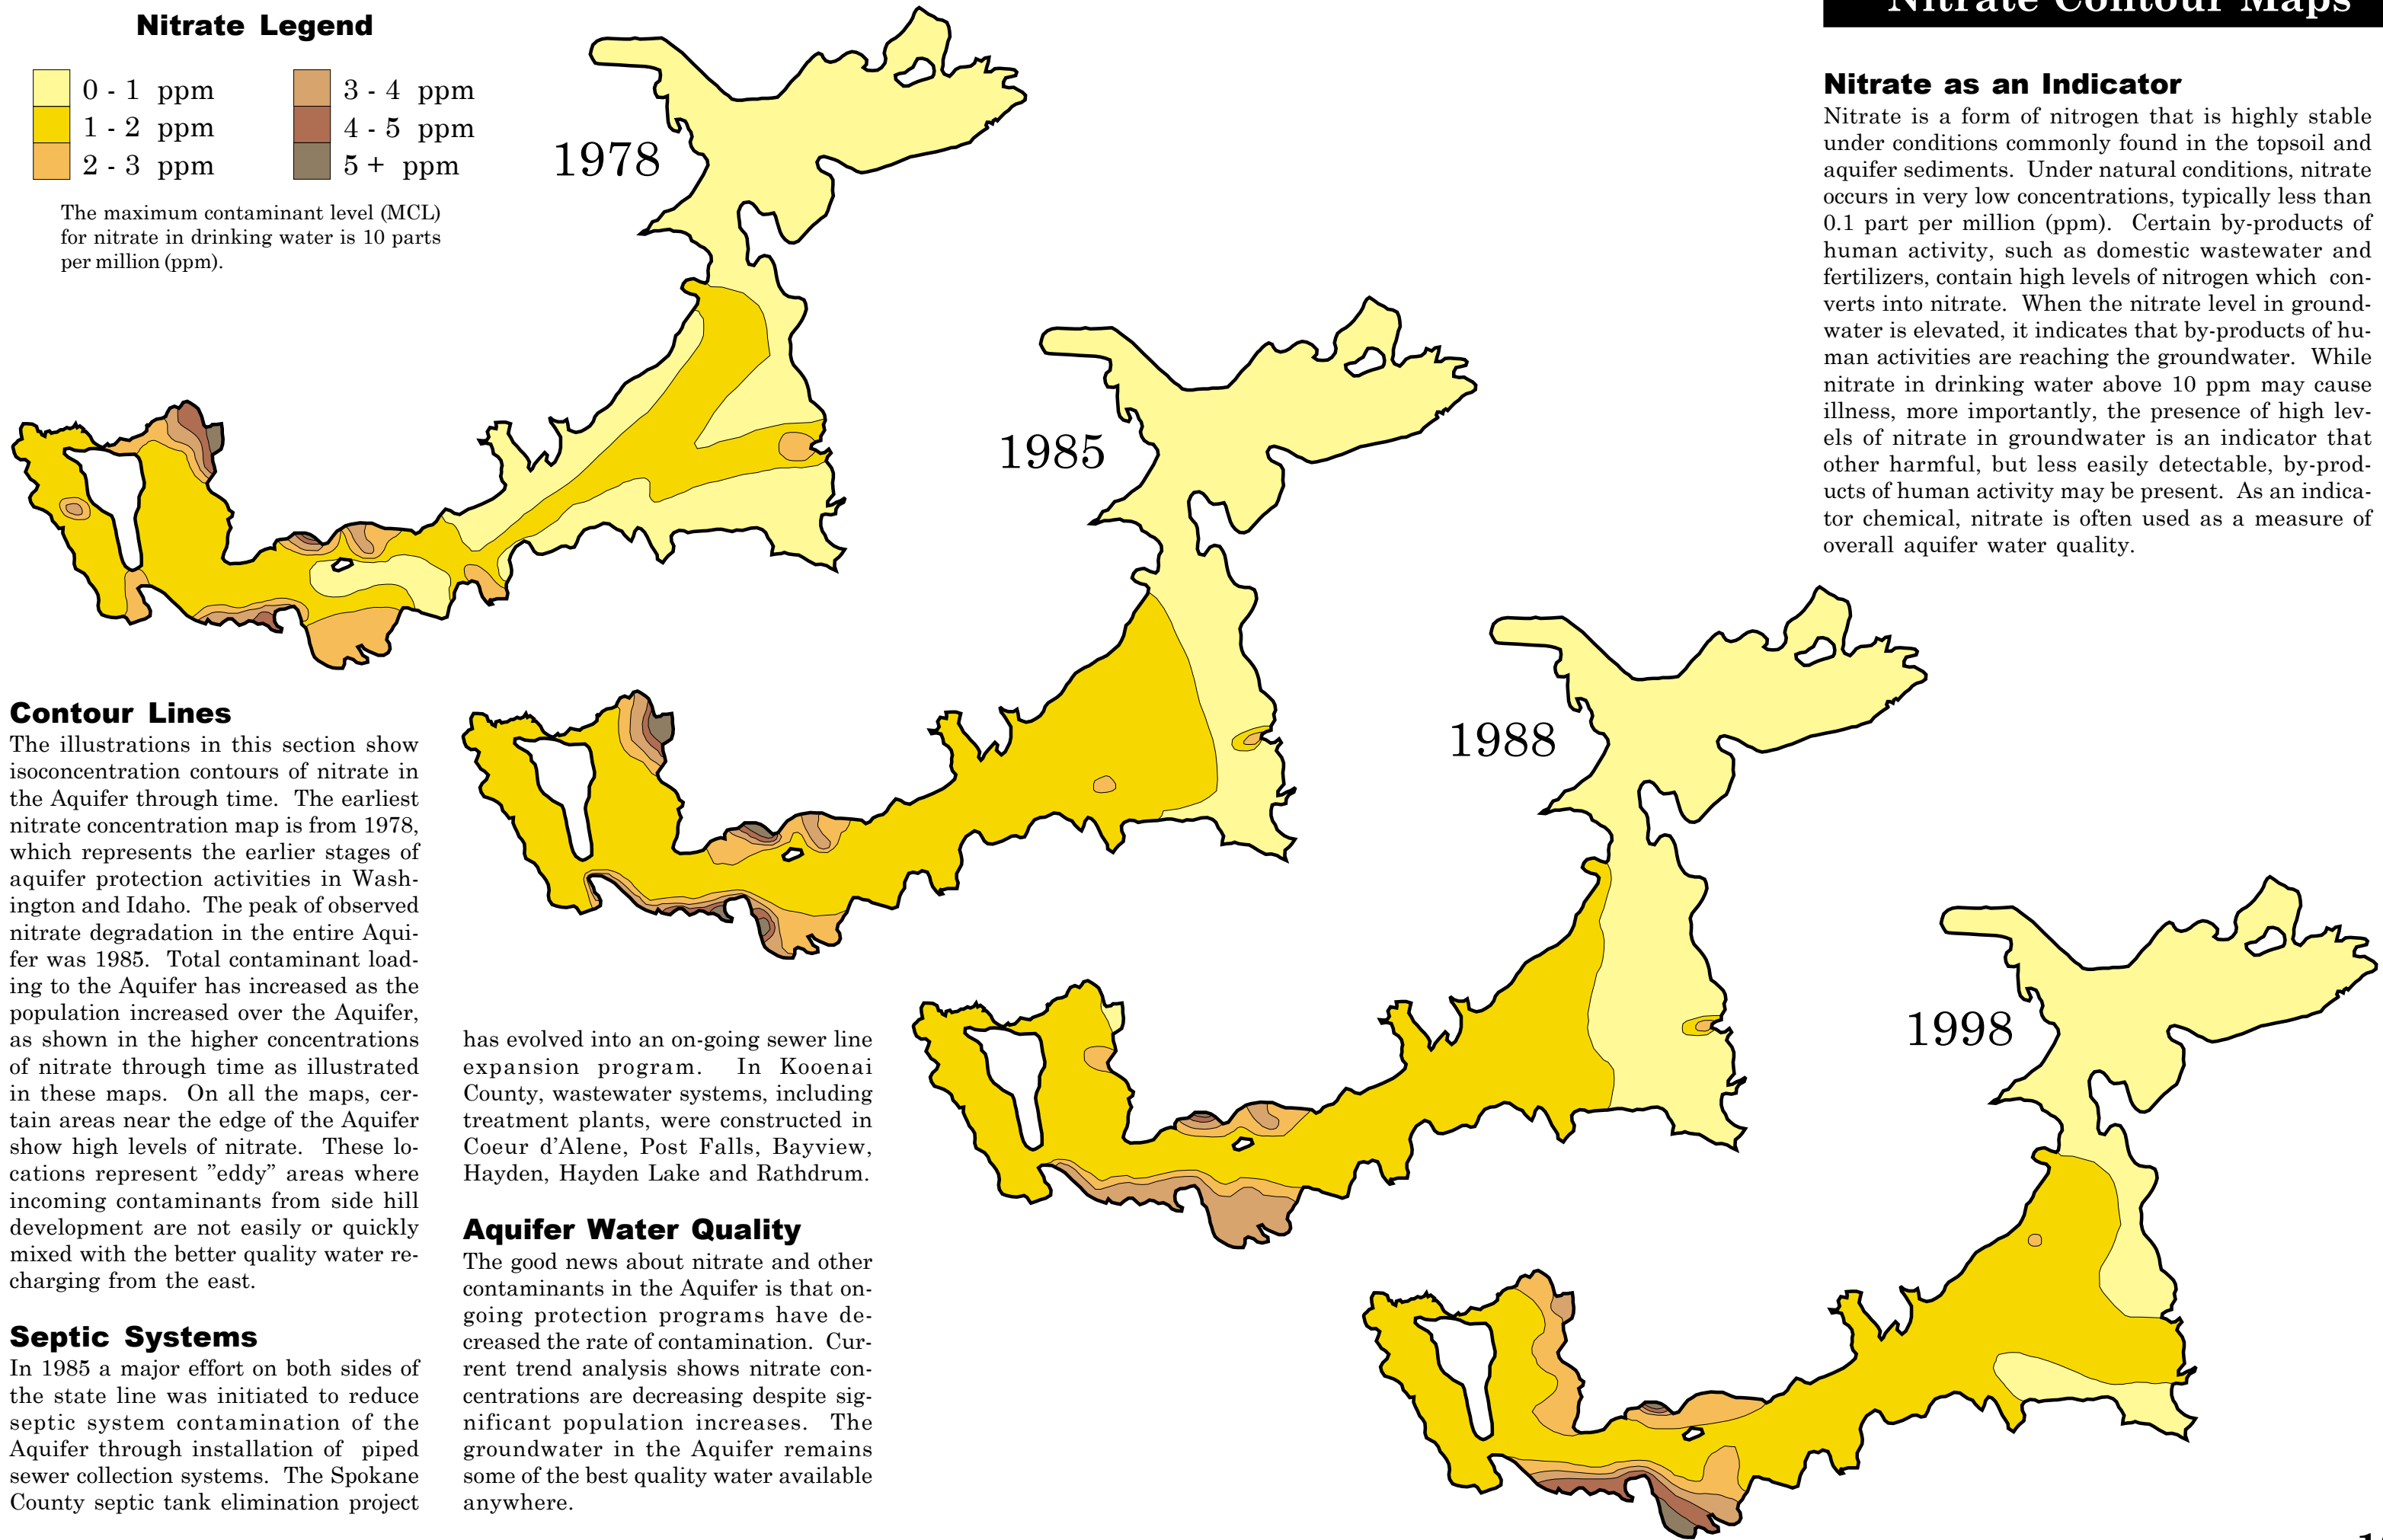 Nitrate Contour Maps
Nitrate Legend
0 - 1 ppm
1 - 2 ppm
2 - 3 ppm
3 - 4 ppm
4 - 5 ppm
5 + ppm
The maximum contaminant level (MCL)
for nitrate in drinking water is 10 parts
per million (ppm).
1978
1985
1988
1998
Contour Lines
The illustrations in this section show
isoconcentration contours of nitrate in
the Aquifer through time. The earliest
nitrate concentration map is from 1978,
which represents the earlier stages of
aquifer protection activities in Wash-
ington and Idaho. The peak of observed
nitrate degradation in the entire Aqui-
fer was 1985. Total contaminant load-
ing to the Aquifer has increased as the
population increased over the Aquifer,
as shown in the higher concentrations
of nitrate through time as illustrated
in these maps. On all the maps, cer-
tain areas near the edge of the Aquifer
show high levels of nitrate. These lo-
cations represent ”eddy” areas where
incoming contaminants from side hill
development are not easily or quickly
mixed with the better quality water re-
charging from the east.
Septic Systems
In 1985 a major effort on both sides of
the state line was initiated to reduce
septic system contamination of the
Aquifer through installation of piped
sewer collection systems. The Spokane
County septic tank elimination project
has evolved into an on-going sewer line
expansion program. In Kooenai
County, wastewater systems, including
treatment plants, were constructed in
Coeur d’Alene, Post Falls, Bayview,
Hayden, Hayden Lake and Rathdrum.
Aquifer Water Quality
The good news about nitrate and other
contaminants in the Aquifer is that on-
going protection programs have de-
creased the rate of contamination. Cur-
rent trend analysis shows nitrate con-
centrations are decreasing despite sig-
nificant population increases. The
groundwater in the Aquifer remains
some of the best quality water available
anywhere.
Nitrate as an Indicator
Nitrate is a form of nitrogen that is highly stable
under conditions commonly found in the topsoil and
aquifer sediments. Under natural conditions, nitrate
occurs in very low concentrations, typically less than
0.1 part per million (ppm). Certain by-products of
human activity, such as domestic wastewater and
fertilizers, contain high levels of nitrogen which con-
verts into nitrate. When the nitrate level in ground-
water is elevated, it indicates that by-products of hu-
man activities are reaching the groundwater. While
nitrate in drinking water above 10 ppm may cause
illness, more importantly, the presence of high lev-
els of nitrate in groundwater is an indicator that
other harmful, but less easily detectable, by-prod-
ucts of human activity may be present. As an indica-
tor chemical, nitrate is often used as a measure of
overall aquifer water quality.